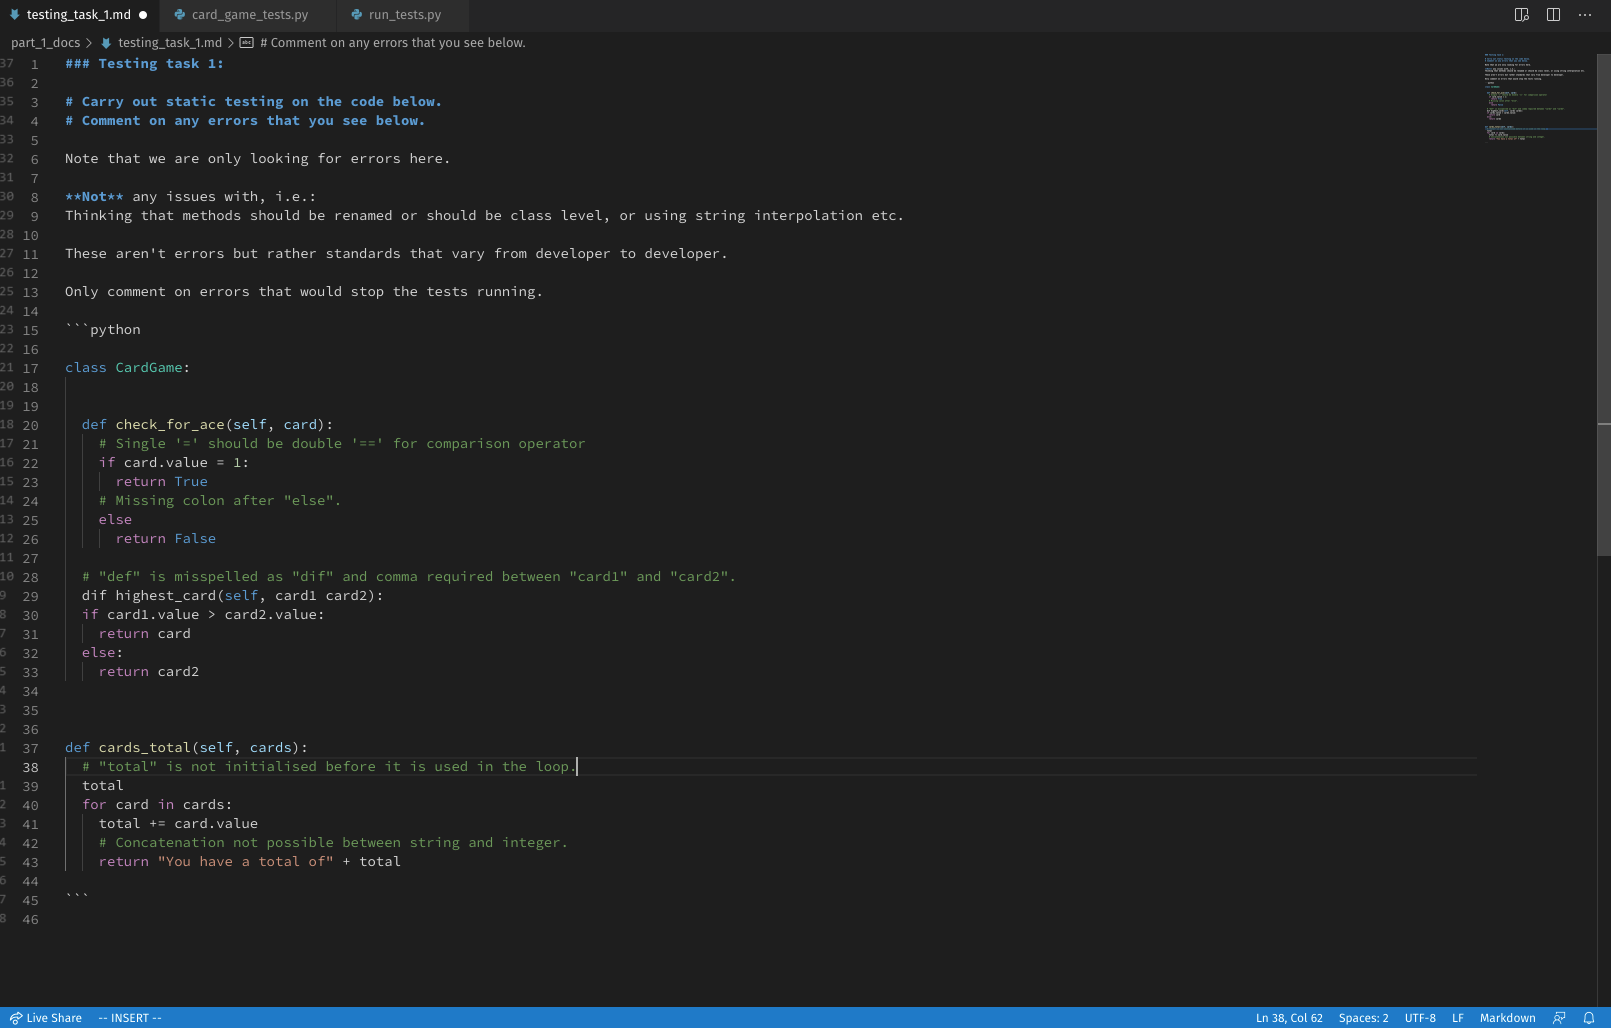 testing_task_1.md card_game_tests.py run_tests.py
part_1_docs > testing_task_1.md > # Comment on any errors that you see below.
37 1 ### Testing task 1:
36 2
35 3 # Carry out static testing on the code below.
34 4 # Comment on any errors that you see below.
33 5
32 6 Note that we are only looking for errors here.
31 7
30 8 **Not** any issues with, i.e.:
29 9 Thinking that methods should be renamed or should be class level, or using string interpolation etc.
28 10
27 11 These aren't errors but rather standards that vary from developer to developer.
26 12
25 13 Only comment on errors that would stop the tests running.
24 14
23 15 ```python
22 16
21 17 class CardGame:
20 18
19 19
18 20 def check_for_ace(self, card):
17 21 # Single '=' should be double '==' for comparison operator
16 22 if card.value = 1:
15 23 return True
14 24 # Missing colon after "else".
13 25 else
12 26 return False
11 27
10 28 # "def" is misspelled as "dif" and comma required between "card1" and "card2".
9 29 dif highest_card(self, card1 card2):
8 30 if card1.value > card2.value:
7 31 return card
6 32 else:
5 33 return card2
4 34
3 35
2 36
1 37 def cards_total(self, cards):
38 # "total" is not initialised before it is used in the loop.
1 39 total
2 40 for card in cards:
3 41 total += card.value
4 42 # Concatenation not possible between string and integer.
5 43 return "You have a total of" + total
6 44
7 45 ```
8 46
Live Share -- INSERT -- Ln 38, Col 62 Spaces: 2 UTF-8 LF Markdown